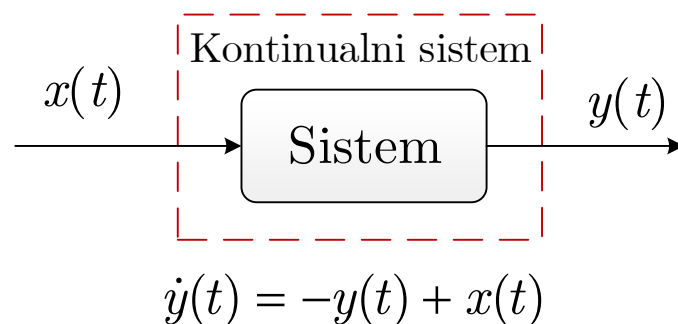 Kontinualni sistem
x(t)
y(t)
Sistem
ẏ(t) = −y(t) + x(t)